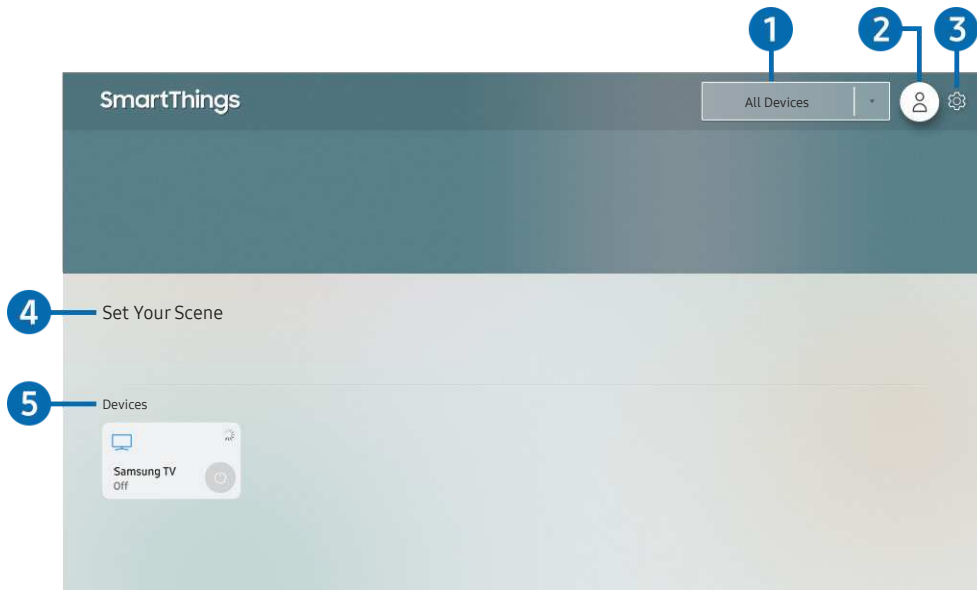 1 2 3
SmartThings
All Devices
4 Set Your Scene
5 Devices
Samsung TV
Off